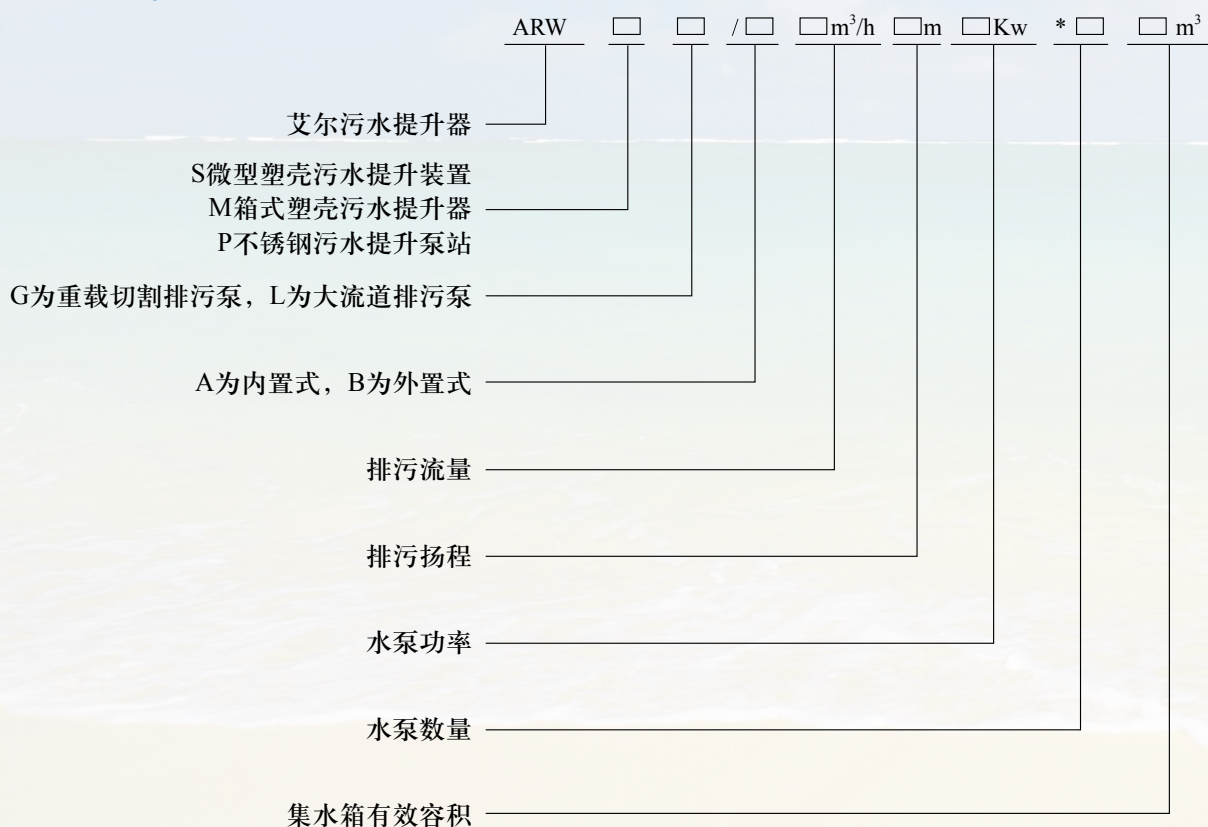 ARW □ □ /□ □m³/h □m □Kw *□ □ m³
艾尔污水提升器
S微型塑壳污水提升装置
M箱式塑壳污水提升器
P不锈钢污水提升泵站
G为重载切割排污泵，L为大流道排污泵
A为内置式，B为外置式
排污流量
排污扬程
水泵功率
水泵数量
集水箱有效容积